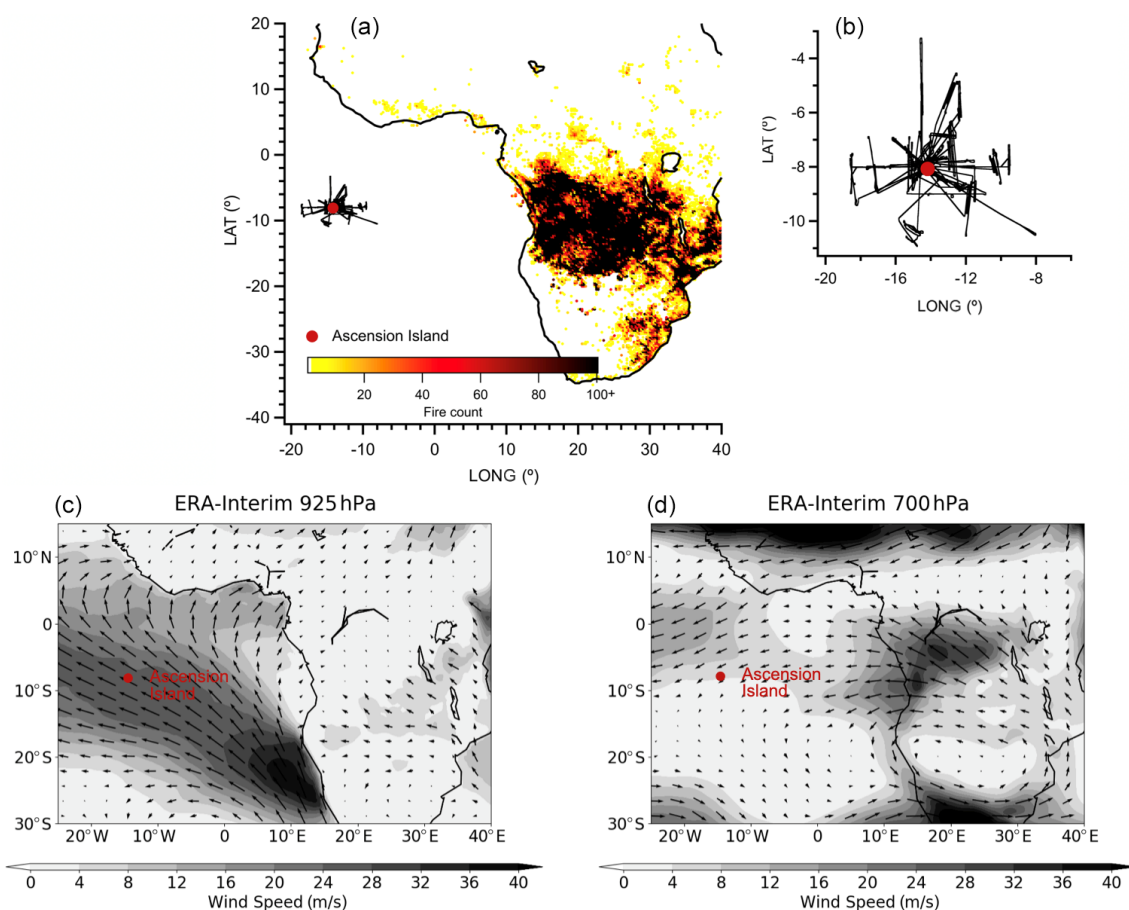 (a)
20
10
0
-10
-20
-30
-40
LAT (º)
Ascension Island
20
40
60
80
100+
Fire count
-20
-10
0
10
20
30
40
LONG (º)
(b)
-4
-6
-8
-10
LAT (º)
-20
-16
-12
-8
LONG (º)
(c)
ERA-Interim 925hPa
10°N
0
10°S
20°S
30°S
Ascension
Island
20°W
10°W
0
10°E
20°E
30°E
40°E
0
4
8
12
16
20
24
28
32
36
40
Wind Speed (m/s)
(d)
ERA-Interim 700hPa
10°N
0
10°S
20°S
30°S
Ascension
Island
20°W
10°W
0
10°E
20°E
30°E
40°E
0
4
8
12
16
20
24
28
32
36
40
Wind Speed (m/s)